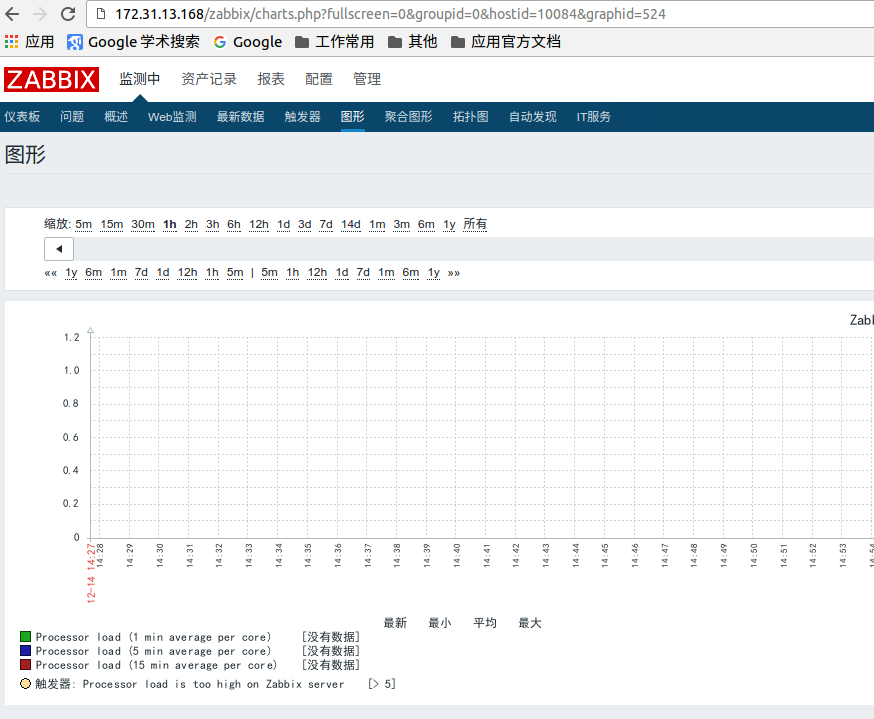 172.31.13.168/zabbix/charts.php?fullscreen=0&groupid=0&hostid=10084&graphid=524
应用 Google 学术搜索 Google 工作常用 其他 应用官方文档
ZABBIX 监测中 资产记录 报表 配置 管理
仪表板 问题 概述 Web监测 最新数据 触发器 图形 聚合图形 拓扑图 自动发现 IT服务
图形
缩放: 5m 15m 30m 1h 2h 3h 6h 12h 1d 3d 7d 14d 1m 3m 6m 1y 所有
«« 1y 6m 1m 7d 1d 12h 1h 5m | 5m 1h 12h 1d 7d 1m 6m 1y »»
Zabb
1.2
1.0
0.8
0.6
0.4
0.2
0
12-14 14:27 14:28 14:29 14:30 14:31 14:32 14:33 14:34 14:35 14:36 14:37 14:38 14:39 14:40 14:41 14:42 14:43 14:44 14:45 14:46 14:47 14:48 14:49 14:50 14:51 14:52 14:53 14:54
最新 最小 平均 最大
Processor load (1 min average per core) [没有数据]
Processor load (5 min average per core) [没有数据]
Processor load (15 min average per core) [没有数据]
触发器: Processor load is too high on Zabbix server [> 5]